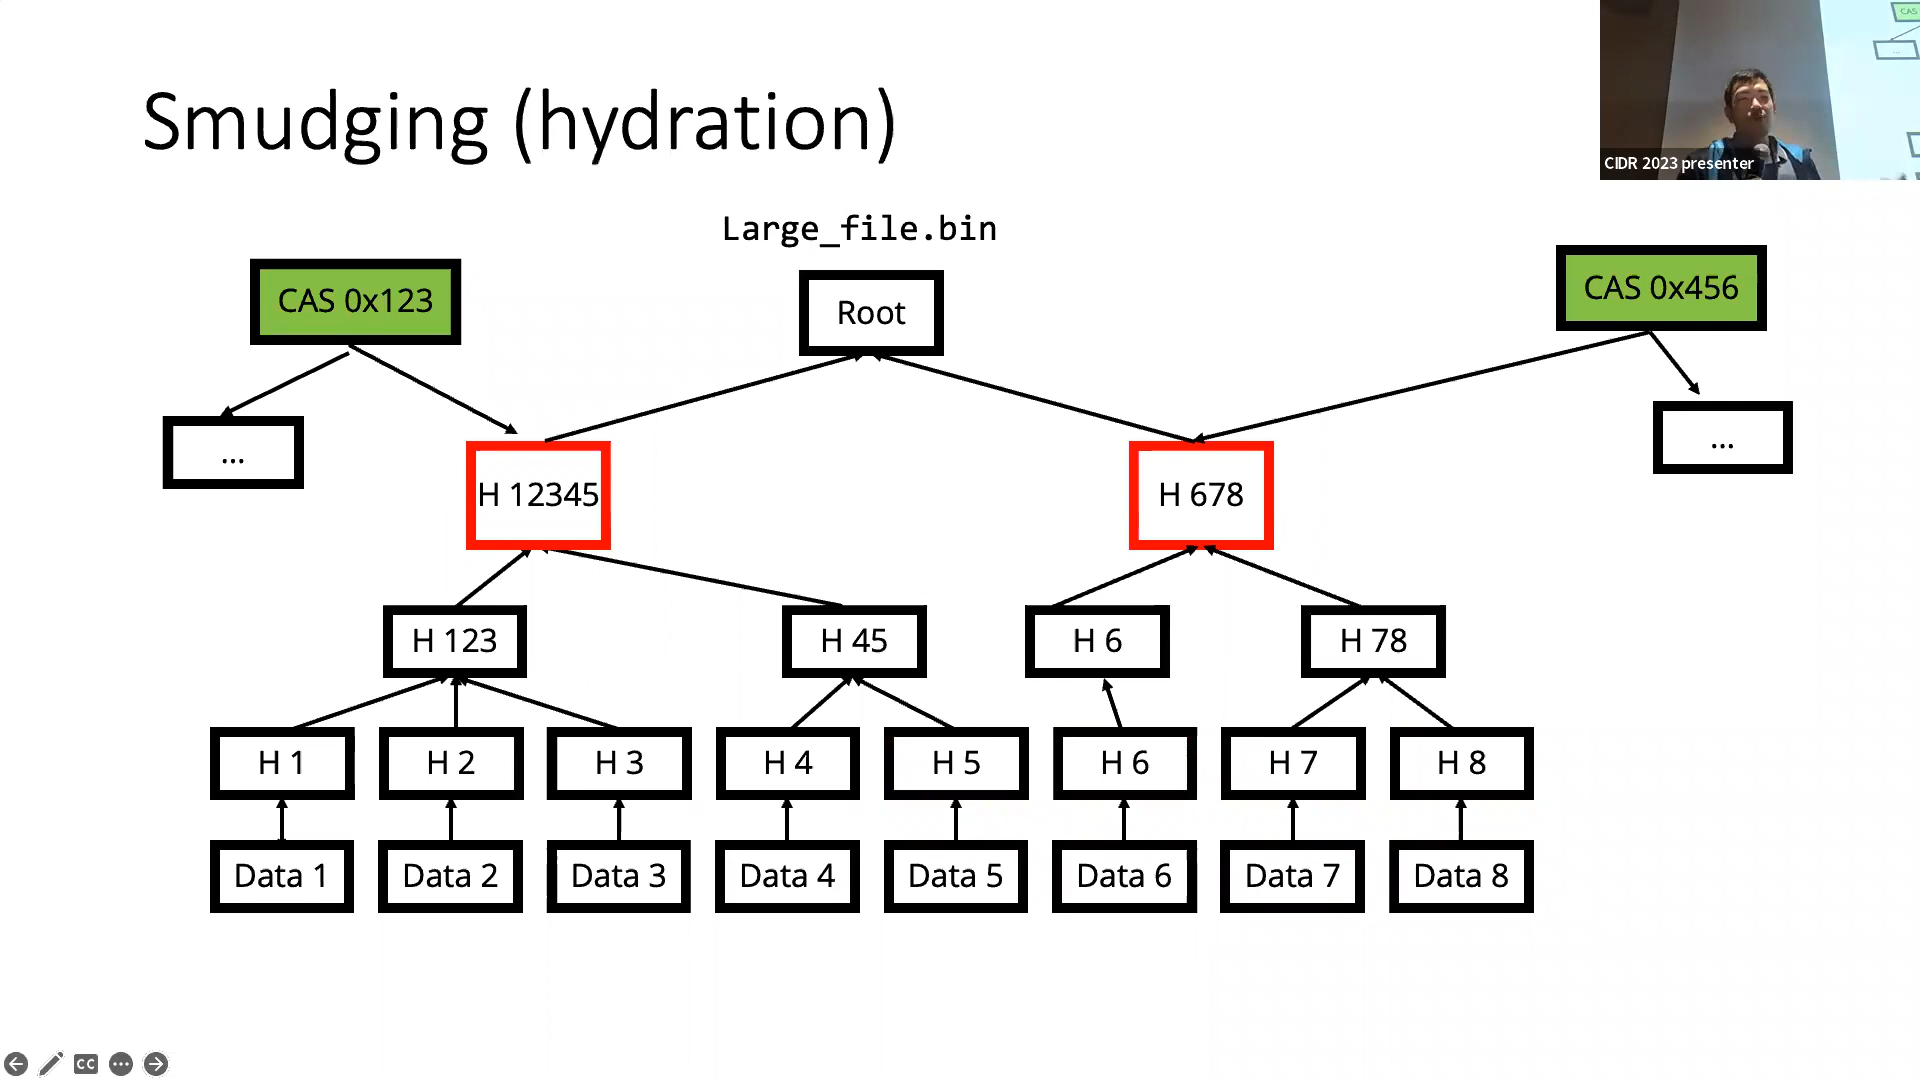 Smudging (hydration)
CIDR 2023 presenter
CAS
...
Large_file.bin
CAS 0x123
Root
CAS 0x456
...
H 12345
H 678
...
H 123
H 45
H 6
H 78
H 1
H 2
H 3
H 4
H 5
H 6
H 7
H 8
Data 1
Data 2
Data 3
Data 4
Data 5
Data 6
Data 7
Data 8
CC